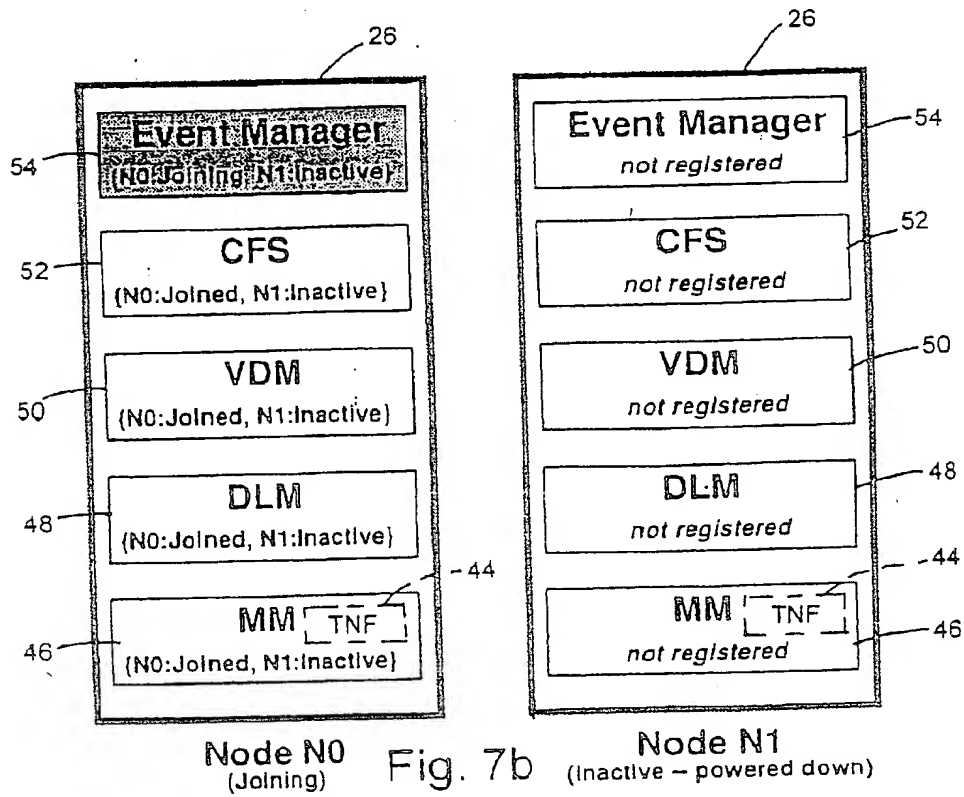 26
Event Manager
{N0:Joining, N1:Inactive}
54
CFS
{N0:Joined, N1:Inactive}
52
VDM
{N0:Joined, N1:Inactive}
50
DLM
{N0:Joined, N1:Inactive}
48
44
MM
TNF
{N0:Joined, N1:Inactive}
46
Node N0
(Joining)
26
Event Manager
not registered
54
CFS
not registered
52
VDM
not registered
50
DLM
not registered
48
44
MM
TNF
not registered
46
Node N1
(Inactive – powered down)
Fig. 7b